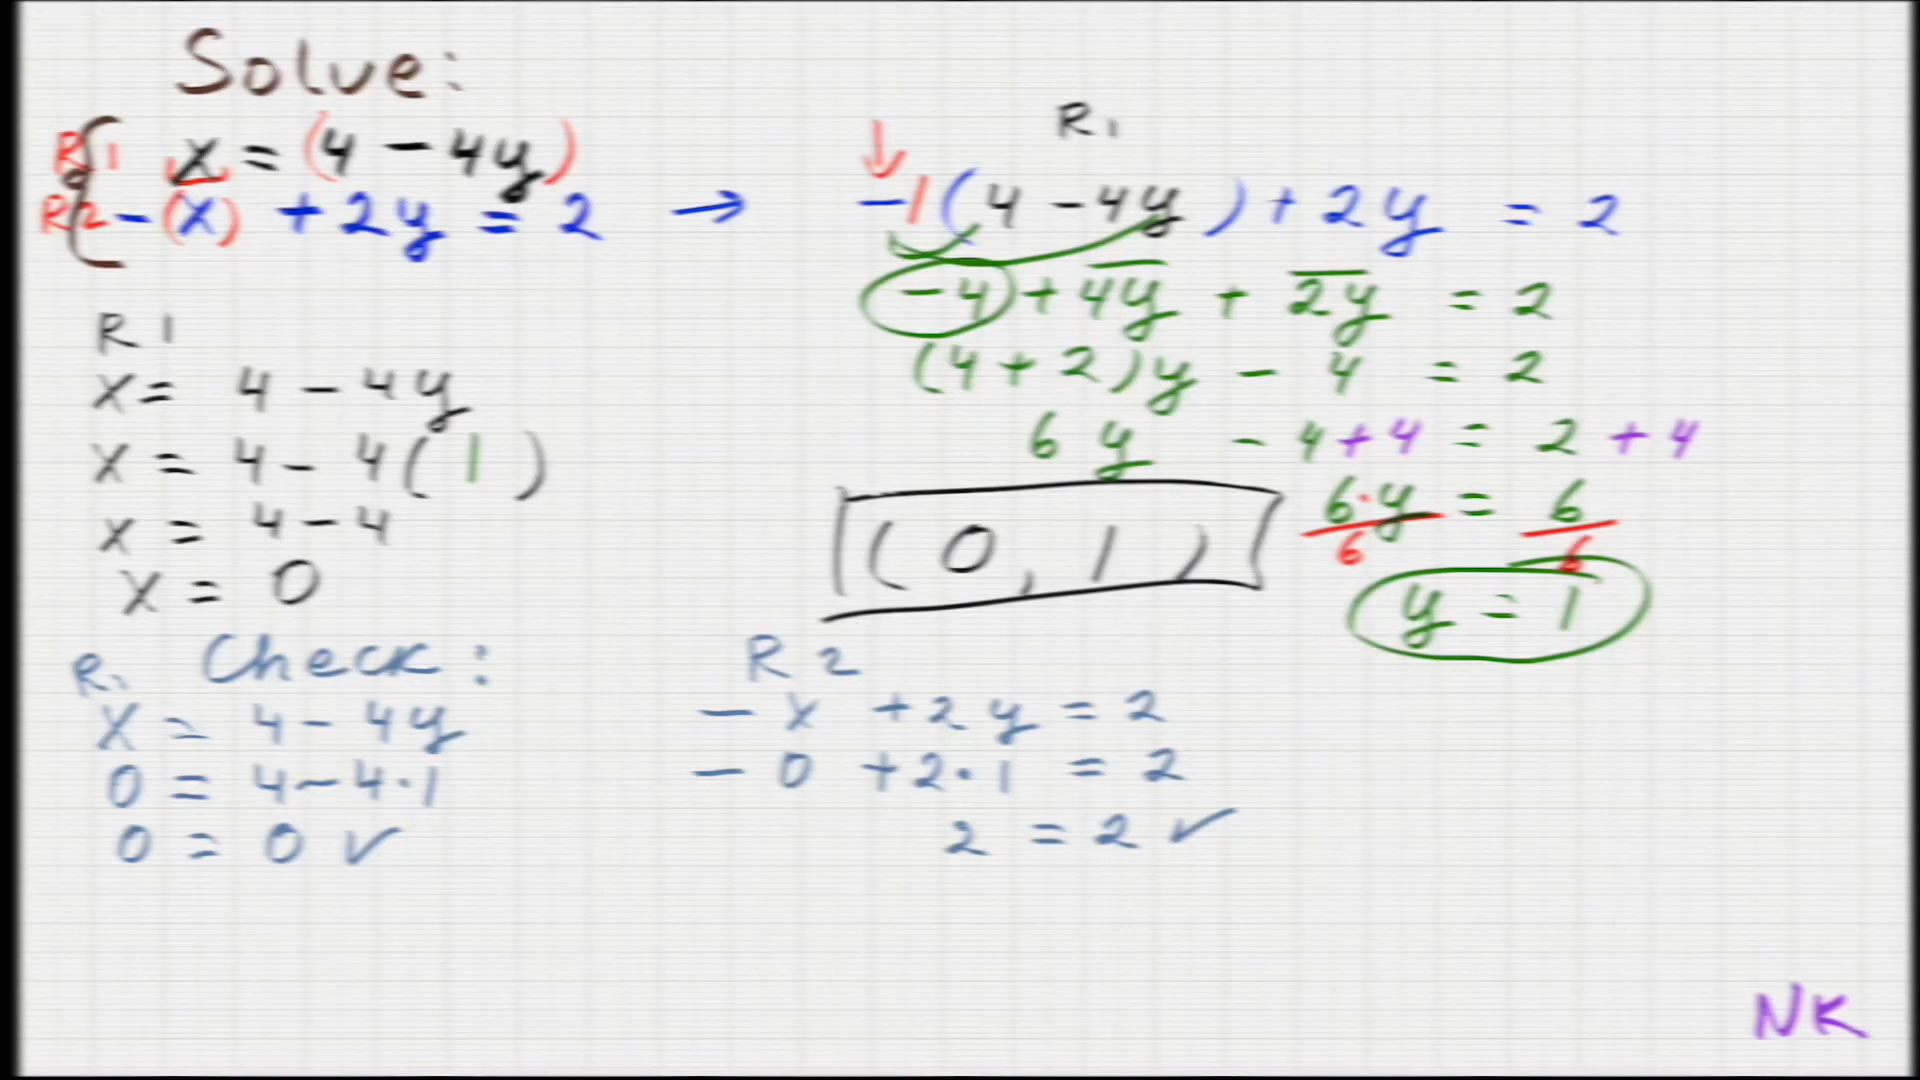 Solve:
R1 x = (4 - 4y)
R2 -(x) + 2y = 2 →
R1
x = 4 - 4y
x = 4 - 4(1)
x = 4 - 4
x = 0
R1
-1(4 - 4y) + 2y = 2
-4 + 4y + 2y = 2
(4 + 2)y - 4 = 2
6y - 4 + 4 = 2 + 4
6·y = 6
6 6
y = 1
(0, 1)
R1 Check:
x = 4 - 4y
0 = 4 - 4·1
0 = 0 ✓
R2
- x + 2y = 2
- 0 + 2·1 = 2
2 = 2 ✓
NK